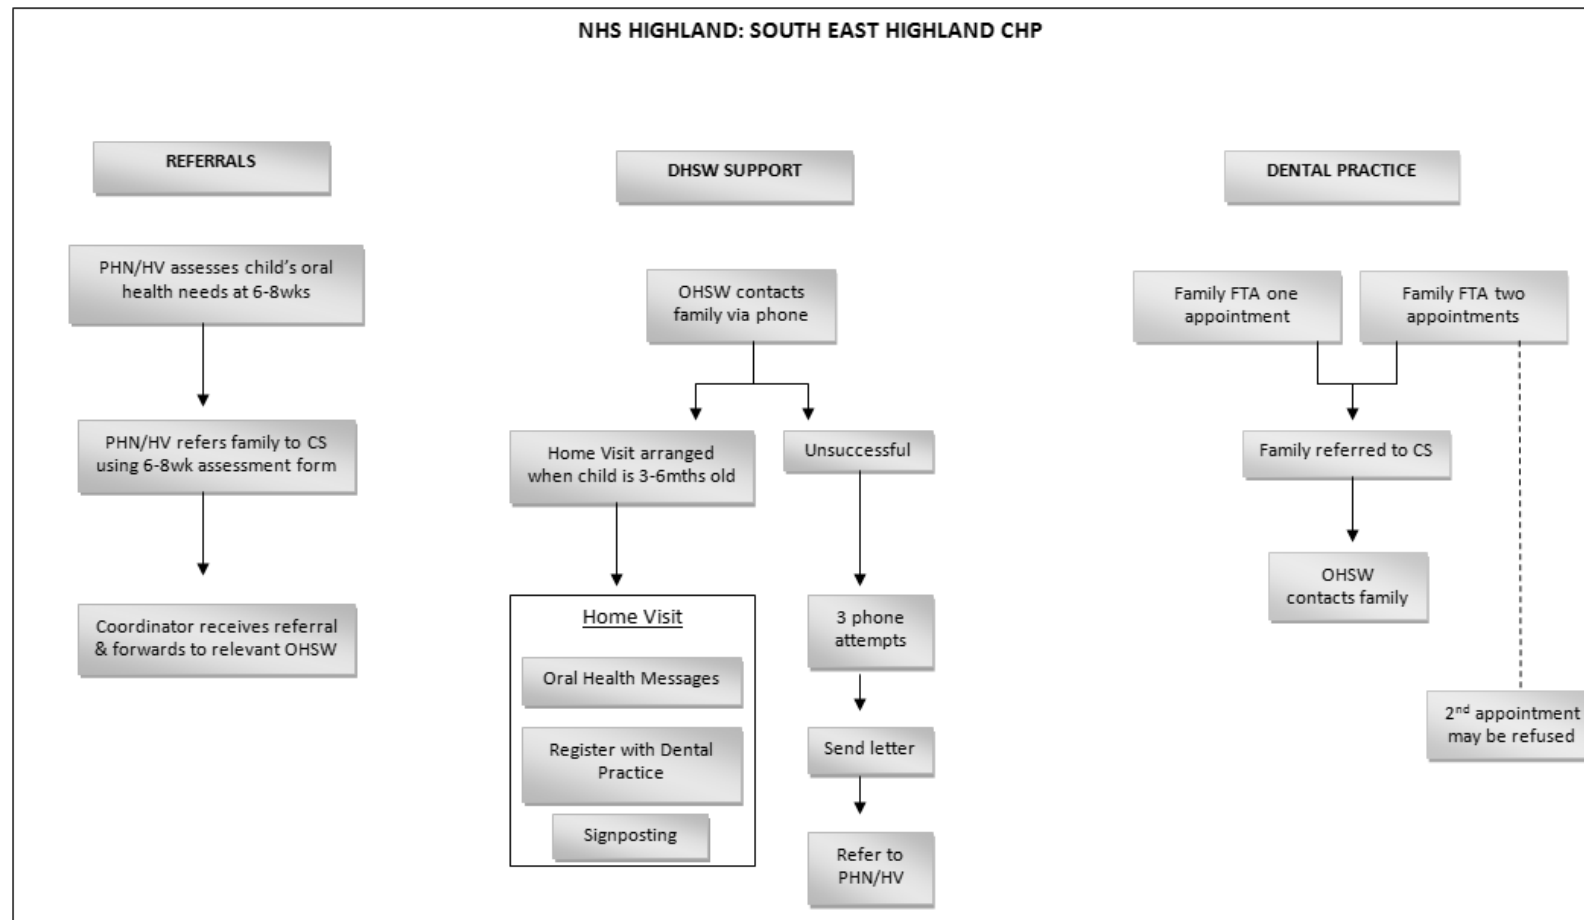 NHS HIGHLAND: SOUTH EAST HIGHLAND CHP
REFERRALS
PHN/HV assesses child's oral
health needs at 6-8wks
PHN/HV refers family to CS
using 6-8wk assessment form
Coordinator receives referral
& forwards to relevant OHSW
DHSW SUPPORT
OHSW contacts
family via phone
Home Visit arranged
when child is 3-6mths old
Unsuccessful
Home Visit
Oral Health Messages
Register with Dental
Practice
Signposting
3 phone
attempts
Send letter
Refer to
PHN/HV
DENTAL PRACTICE
Family FTA one
appointment
Family FTA two
appointments
Family referred to CS
OHSW
contacts family
2nd appointment
may be refused